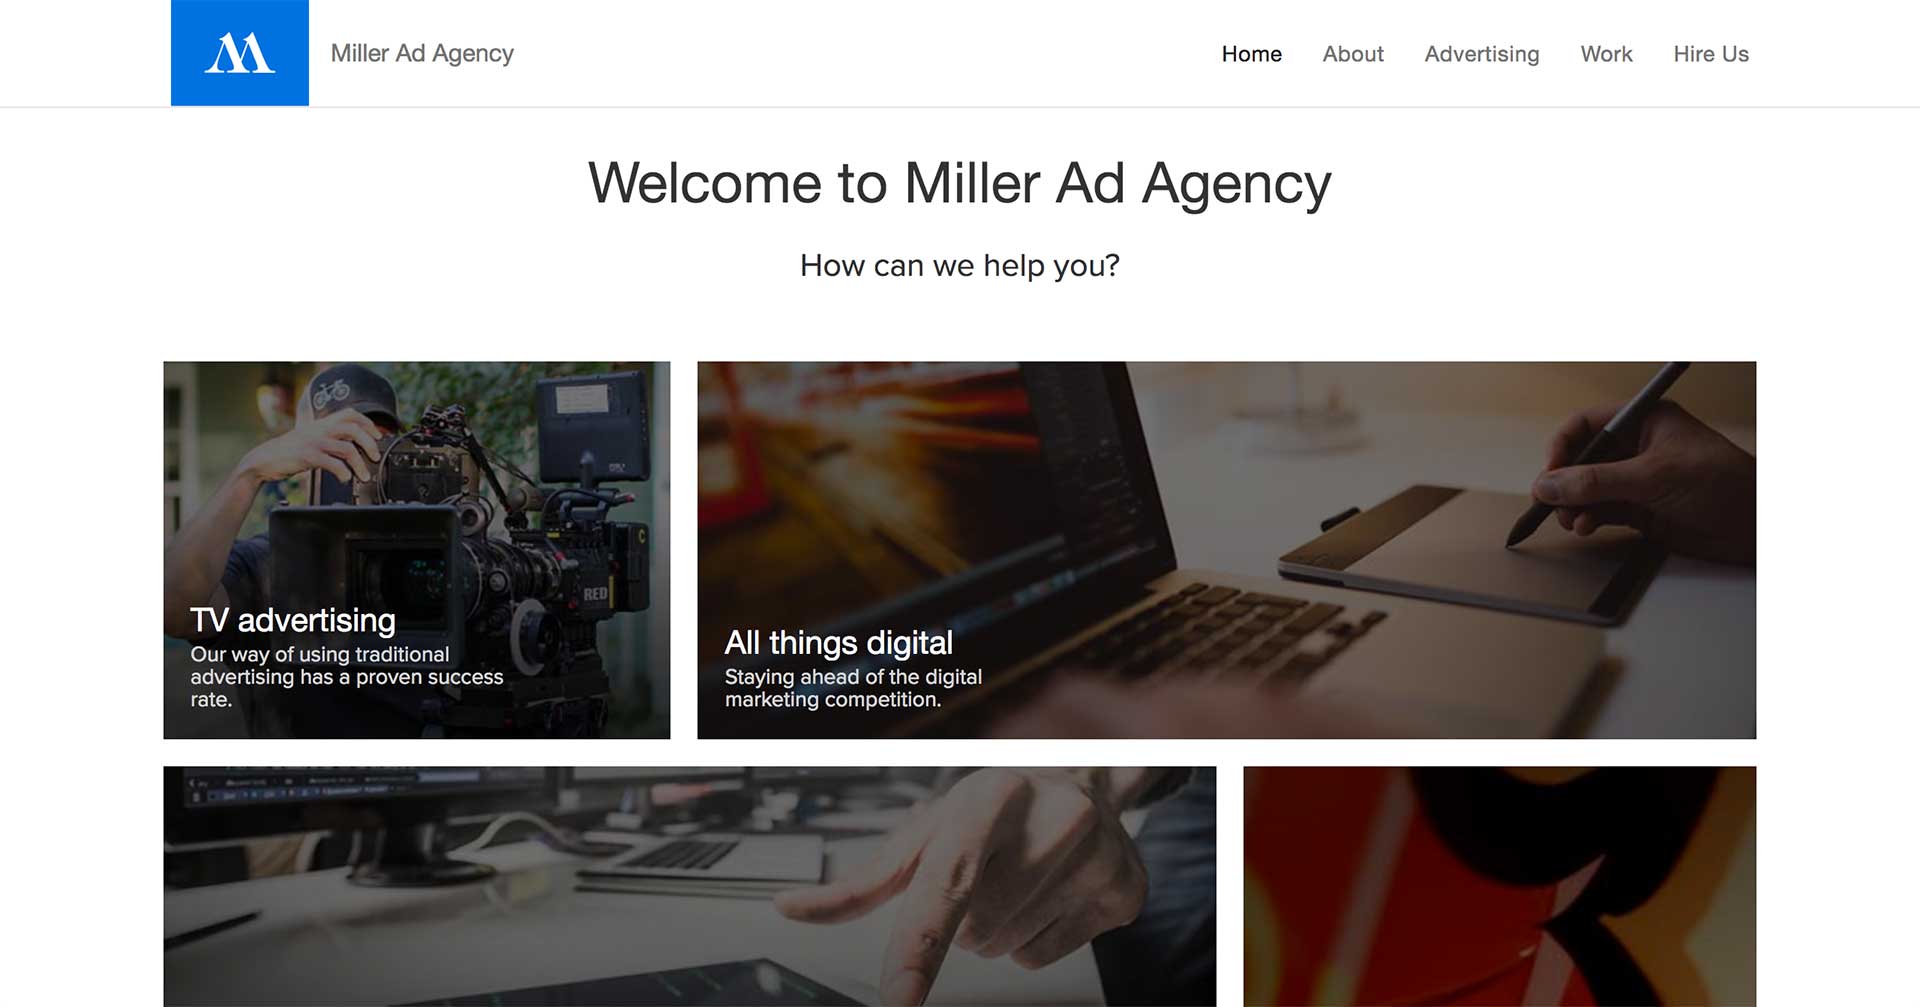 Miller Ad Agency
Home About Advertising Work Hire Us
Welcome to Miller Ad Agency
How can we help you?
RED
TV advertising
Our way of using traditional
advertising has a proven success
rate.
All things digital
Staying ahead of the digital
marketing competition.